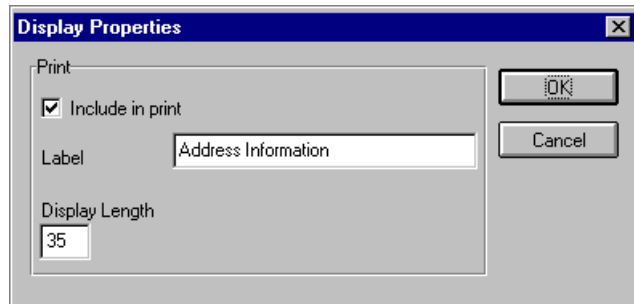 Display Properties
Print
Include in print
OK
Label
Address Information
Cancel
Display Length
35